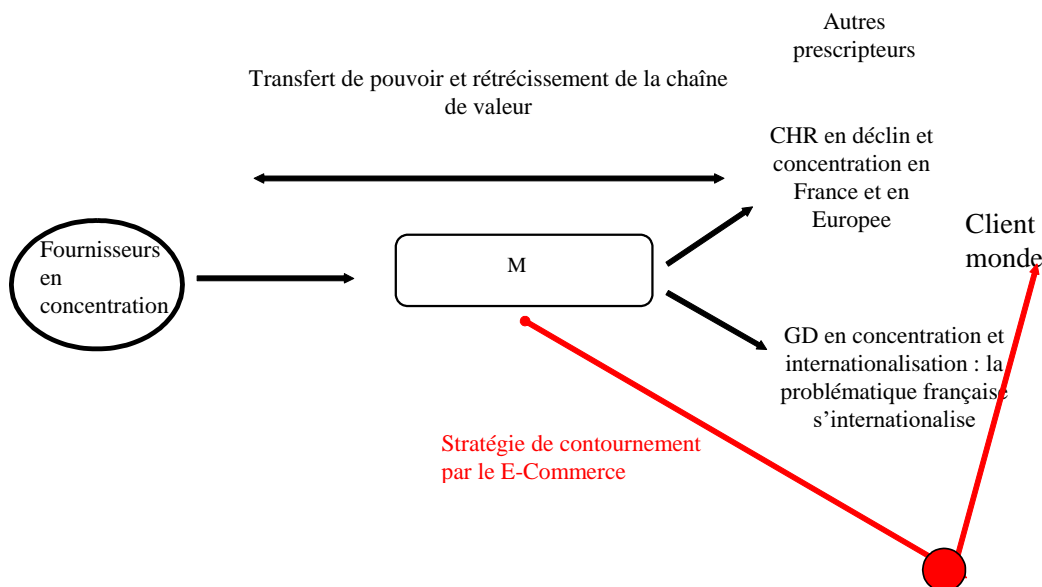 Autres
prescripteurs
Transfert de pouvoir et rétrécissement de la chaîne
de valeur
CHR en déclin et
concentration en
France et en
Europee
Client
monde
Fournisseurs
en
concentration
M
GD en concentration et
internationalisation : la
problématique française
s’internationalise
Stratégie de contournement
par le E-Commerce